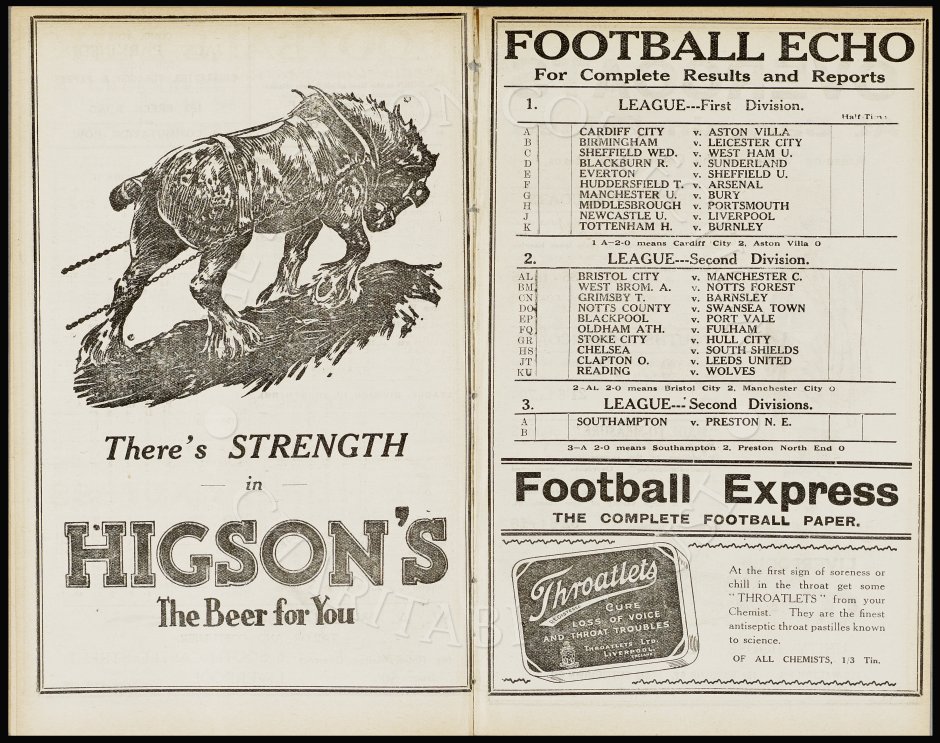 There's STRENGTH
in
HIGSON'S
The Beer for You
FOOTBALL ECHO
For Complete Results and Reports
1. LEAGUE---First Division.
Half-Time
A CARDIFF CITY v. ASTON VILLA
B BIRMINGHAM v. LEICESTER CITY
C SHEFFIELD WED. v. WEST HAM U.
D BLACKBURN R. v. SUNDERLAND
E EVERTON v. SHEFFIELD U.
F HUDDERSFIELD T. v. ARSENAL
G MANCHESTER U. v. BURY
H MIDDLESBROUGH v. PORTSMOUTH
J NEWCASTLE U. v. LIVERPOOL
K TOTTENHAM H. v. BURNLEY
1 A-2-0 means Cardiff City 2, Aston Villa 0
2. LEAGUE---Second Division.
AL BRISTOL CITY v. MANCHESTER C.
BM WEST BROM. A. v. NOTTS FOREST
CN GRIMSBY T. v. BARNSLEY
DO NOTTS COUNTY v. SWANSEA TOWN
EP BLACKPOOL v. PORT VALE
FQ OLDHAM ATH. v. FULHAM
GR STOKE CITY v. HULL CITY
HS CHELSEA v. SOUTH SHIELDS
JT CLAPTON O. v. LEEDS UNITED
KU READING v. WOLVES
2-AL 2-0 means Bristol City 2, Manchester City 0
3. LEAGUE---Second Divisions.
A SOUTHAMPTON v. PRESTON N. E.
B
3-A 2-0 means Southampton 2, Preston North End 0
Football Express
THE COMPLETE FOOTBALL PAPER.
Throatlets
CURE
LOSS OF VOICE
AND THROAT TROUBLES
THROATLETS LTD.
LIVERPOOL.
At the first sign of soreness or
chill in the throat get some
"THROATLETS" from your
Chemist. They are the finest
antiseptic throat pastilles known
to science.
OF ALL CHEMISTS, 1/3 Tin.